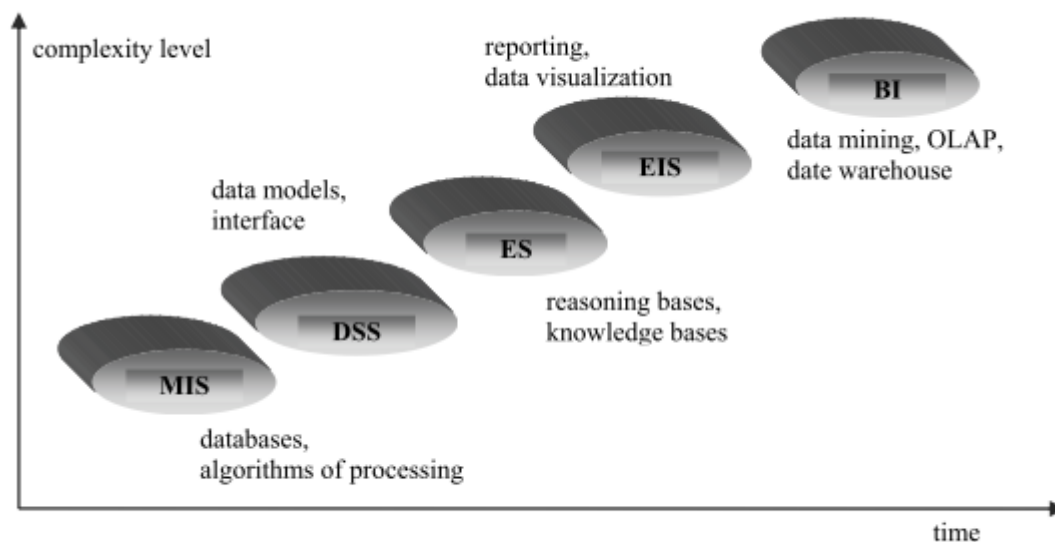 complexity level
reporting,
data visualization
BI
data mining, OLAP,
date warehouse
EIS
data models,
interface
ES
reasoning bases,
knowledge bases
DSS
MIS
databases,
algorithms of processing
time